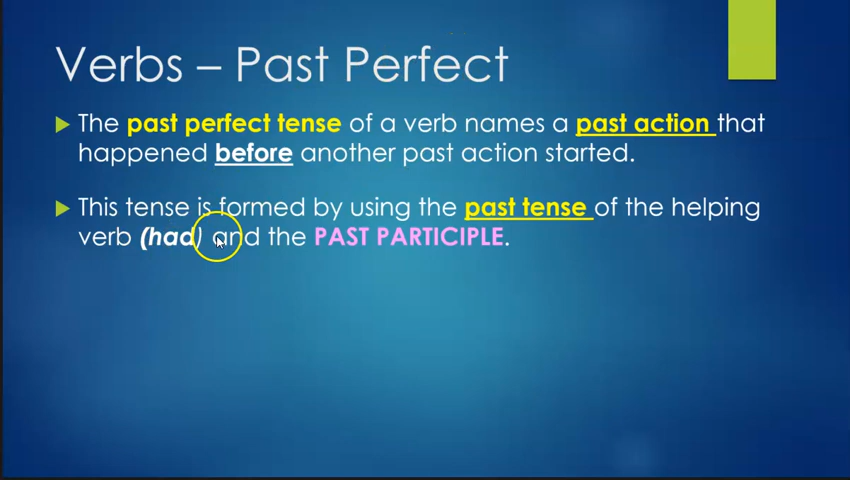 Verbs – Past Perfect
The past perfect tense of a verb names a past action that
happened before another past action started.
This tense is formed by using the past tense of the helping
verb (had) and the PAST PARTICIPLE.